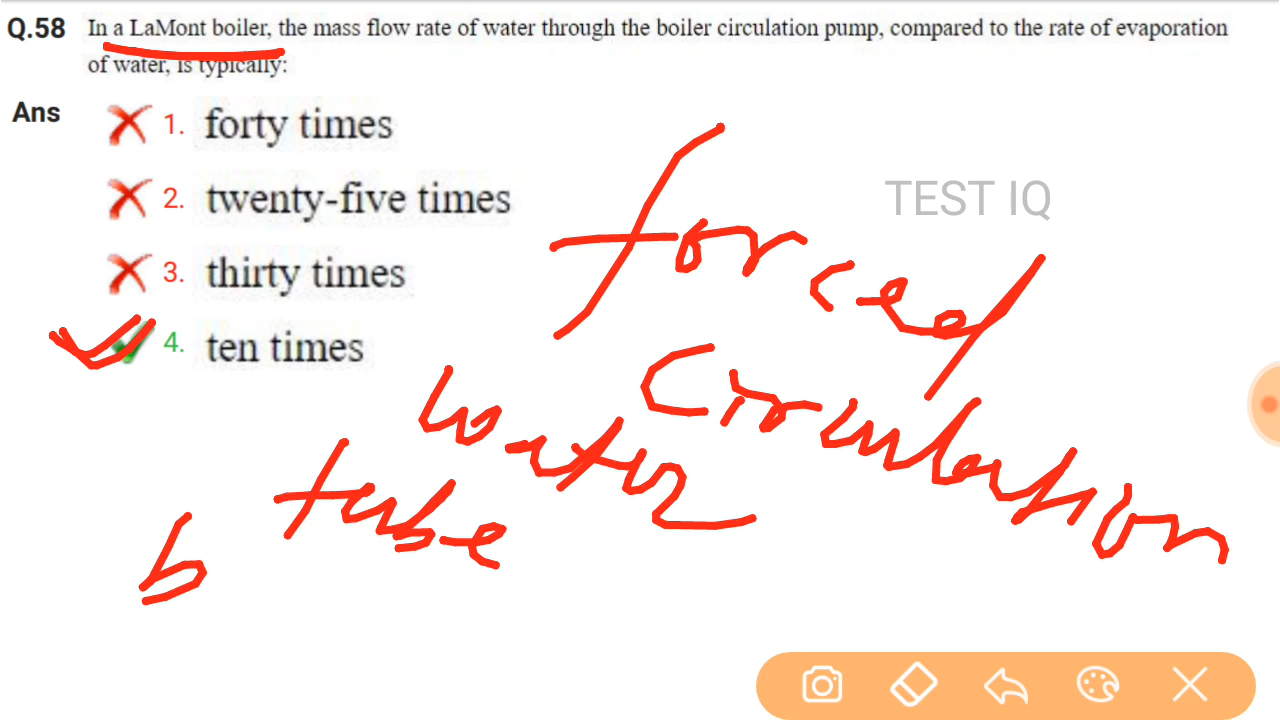 Q.58 In a LaMont boiler, the mass flow rate of water through the boiler circulation pump, compared to the rate of evaporation
of water, is typically:
Ans
1. forty times
2. twenty-five times
3. thirty times
4. ten times
TEST IQ
forced
circulation
water
tube
b